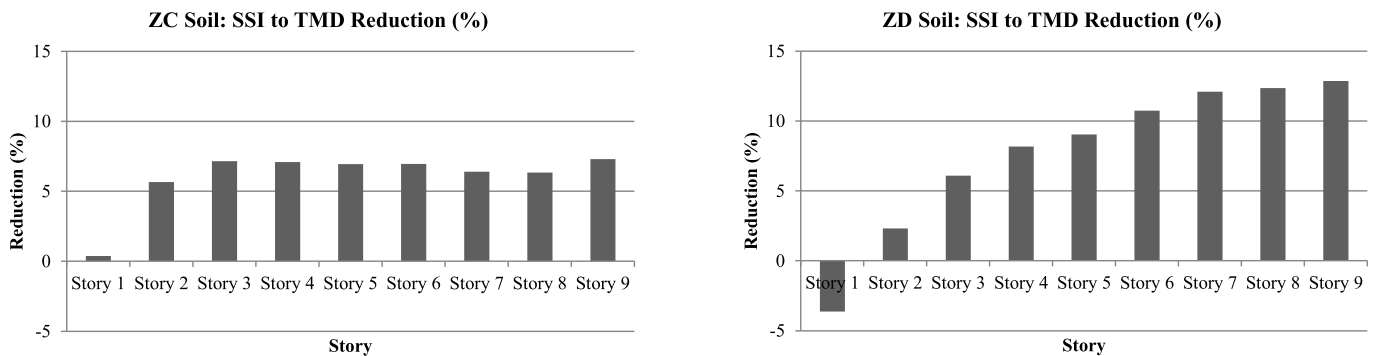 ZC Soil: SSI to TMD Reduction (%)
15
10
5
0
-5
Reduction (%)
Story 1 Story 2 Story 3 Story 4 Story 5 Story 6 Story 7 Story 8 Story 9
Story
ZD Soil: SSI to TMD Reduction (%)
15
10
5
0
-5
Reduction (%)
Story 1 Story 2 Story 3 Story 4 Story 5 Story 6 Story 7 Story 8 Story 9
Story